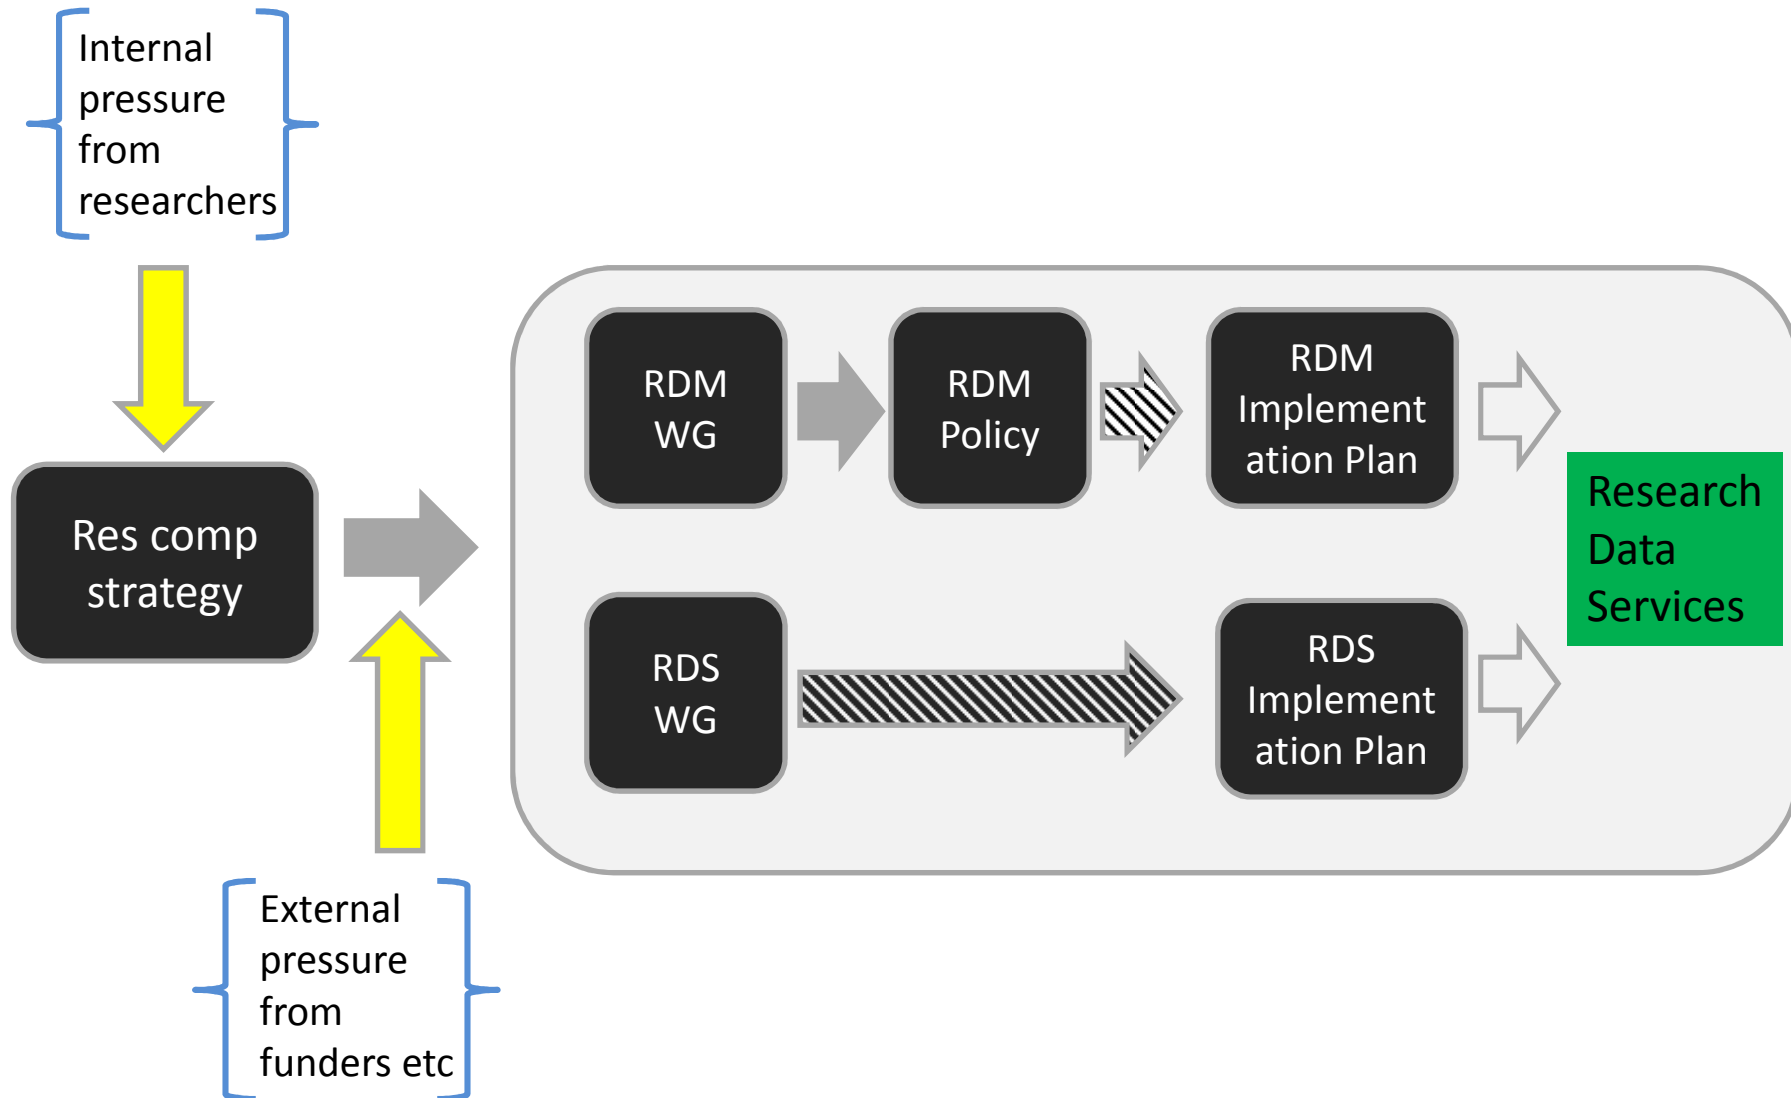 Internal
pressure
from
researchers
RDM
WG
RDM
Policy
RDM
Implement
ation Plan
Research
Data
Services
Res comp
strategy
RDS
WG
RDS
Implement
ation Plan
External
pressure
from
funders etc